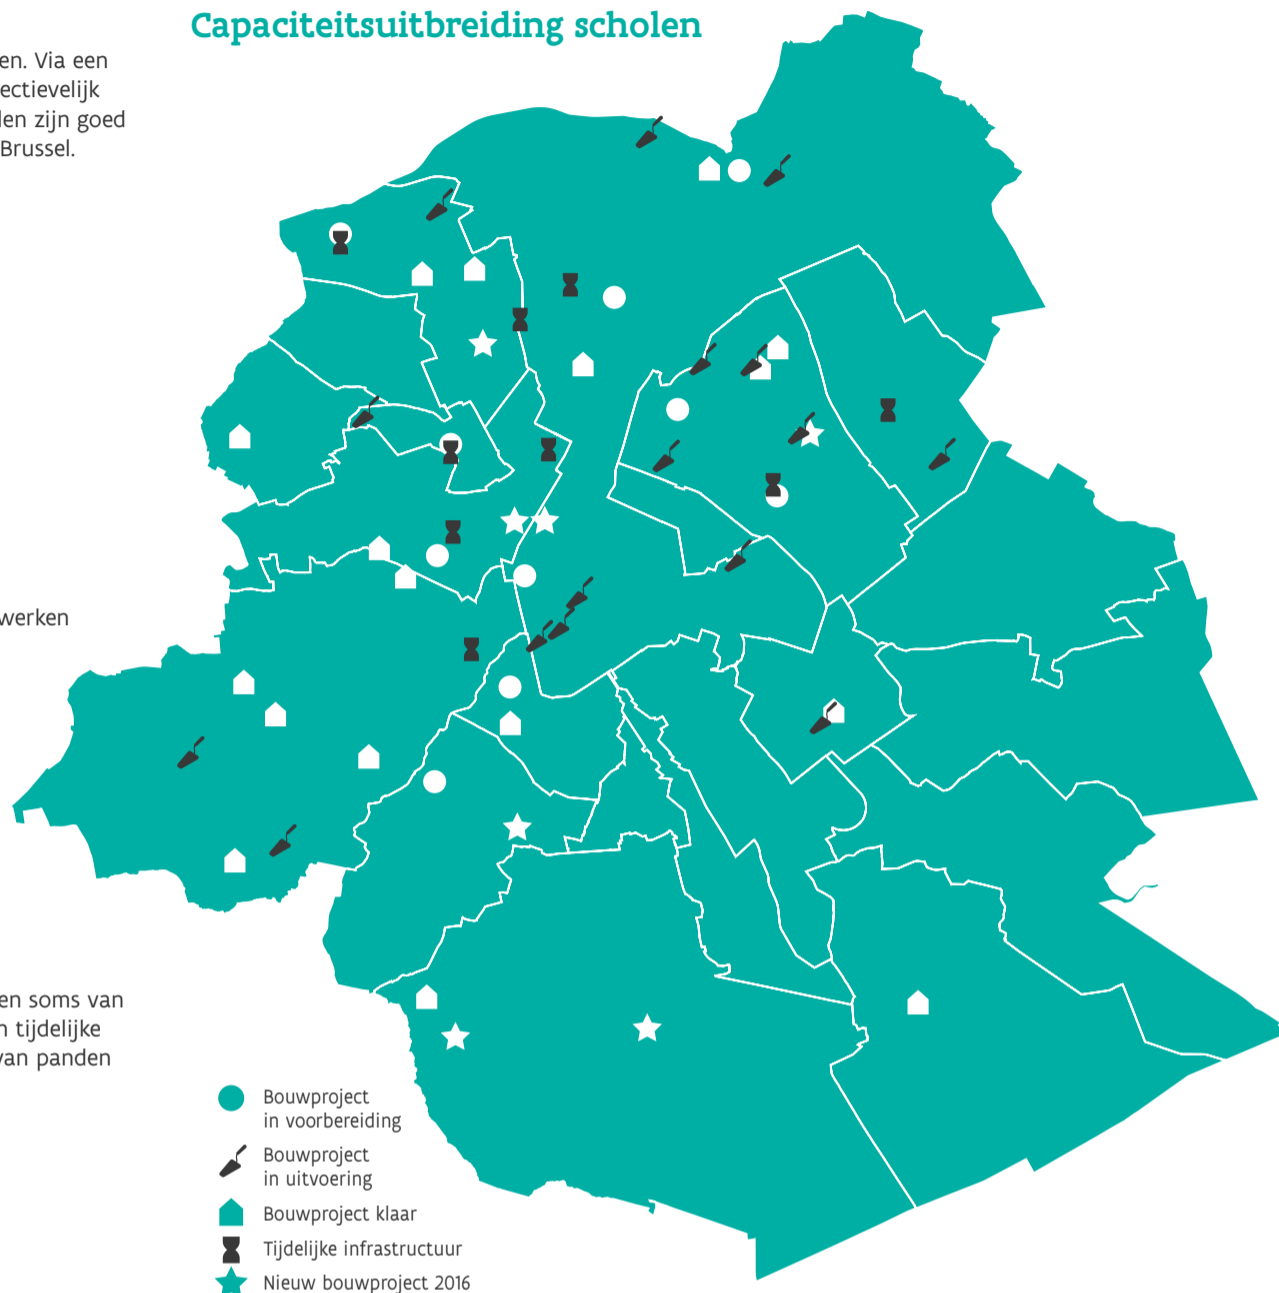 Capaciteitsuitbreiding scholen
en. Via een
ectievelijk
len zijn goed
Brussel.
werken
en soms van
n tijdelijke
van panden
Bouwproject
in voorbereiding
Bouwproject
in uitvoering
Bouwproject klaar
Tijdelijke infrastructuur
Nieuw bouwproject 2016